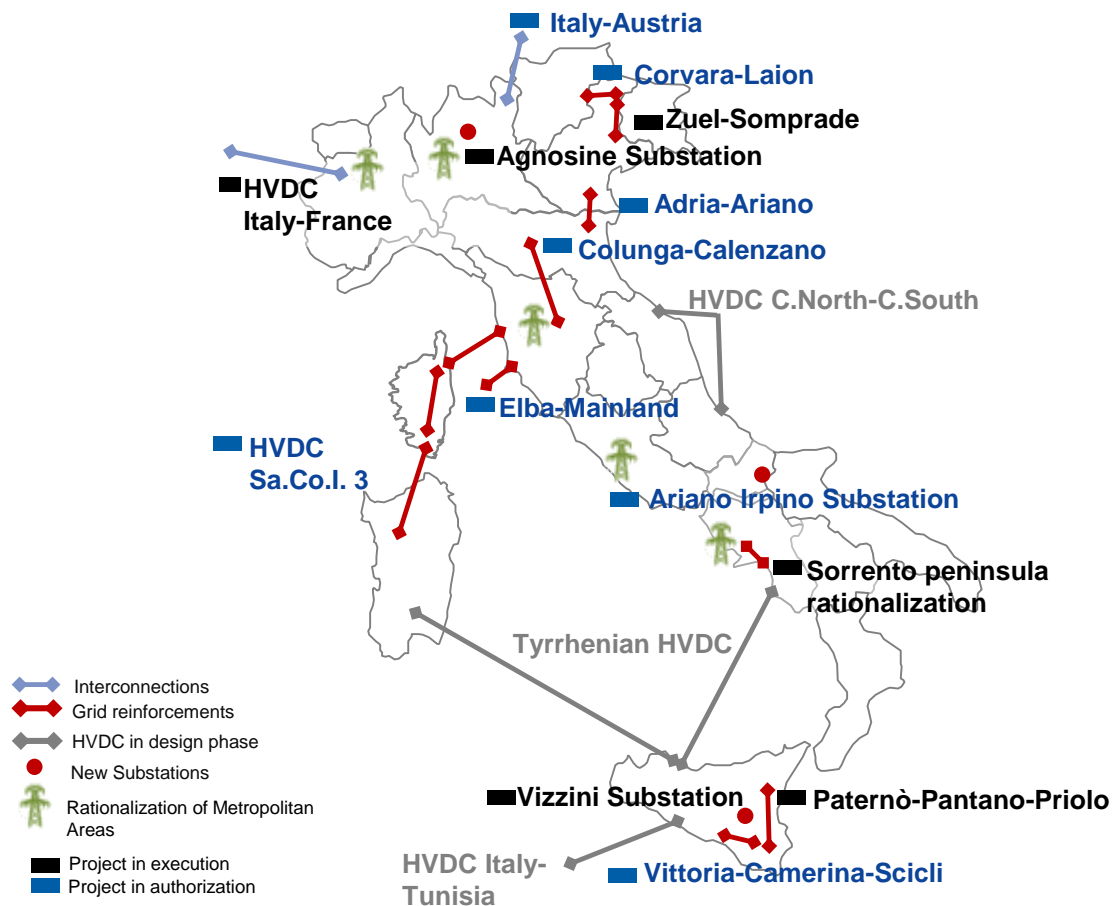 Italy-Austria
Corvara-Laion
Zuel-Somprade
Agnosine Substation
HVDC
Italy-France
Adria-Ariano
Colunga-Calenzano
HVDC C.North-C.South
Elba-Mainland
HVDC
Sa.Co.I. 3
Ariano Irpino Substation
Sorrento peninsula
rationalization
Tyrrhenian HVDC
Interconnections
Grid reinforcements
HVDC in design phase
New Substations
Rationalization of Metropolitan
Areas
Project in execution
Project in authorization
Vizzini Substation
Paternò-Pantano-Priolo
HVDC Italy-
Tunisia
Vittoria-Camerina-Scicli